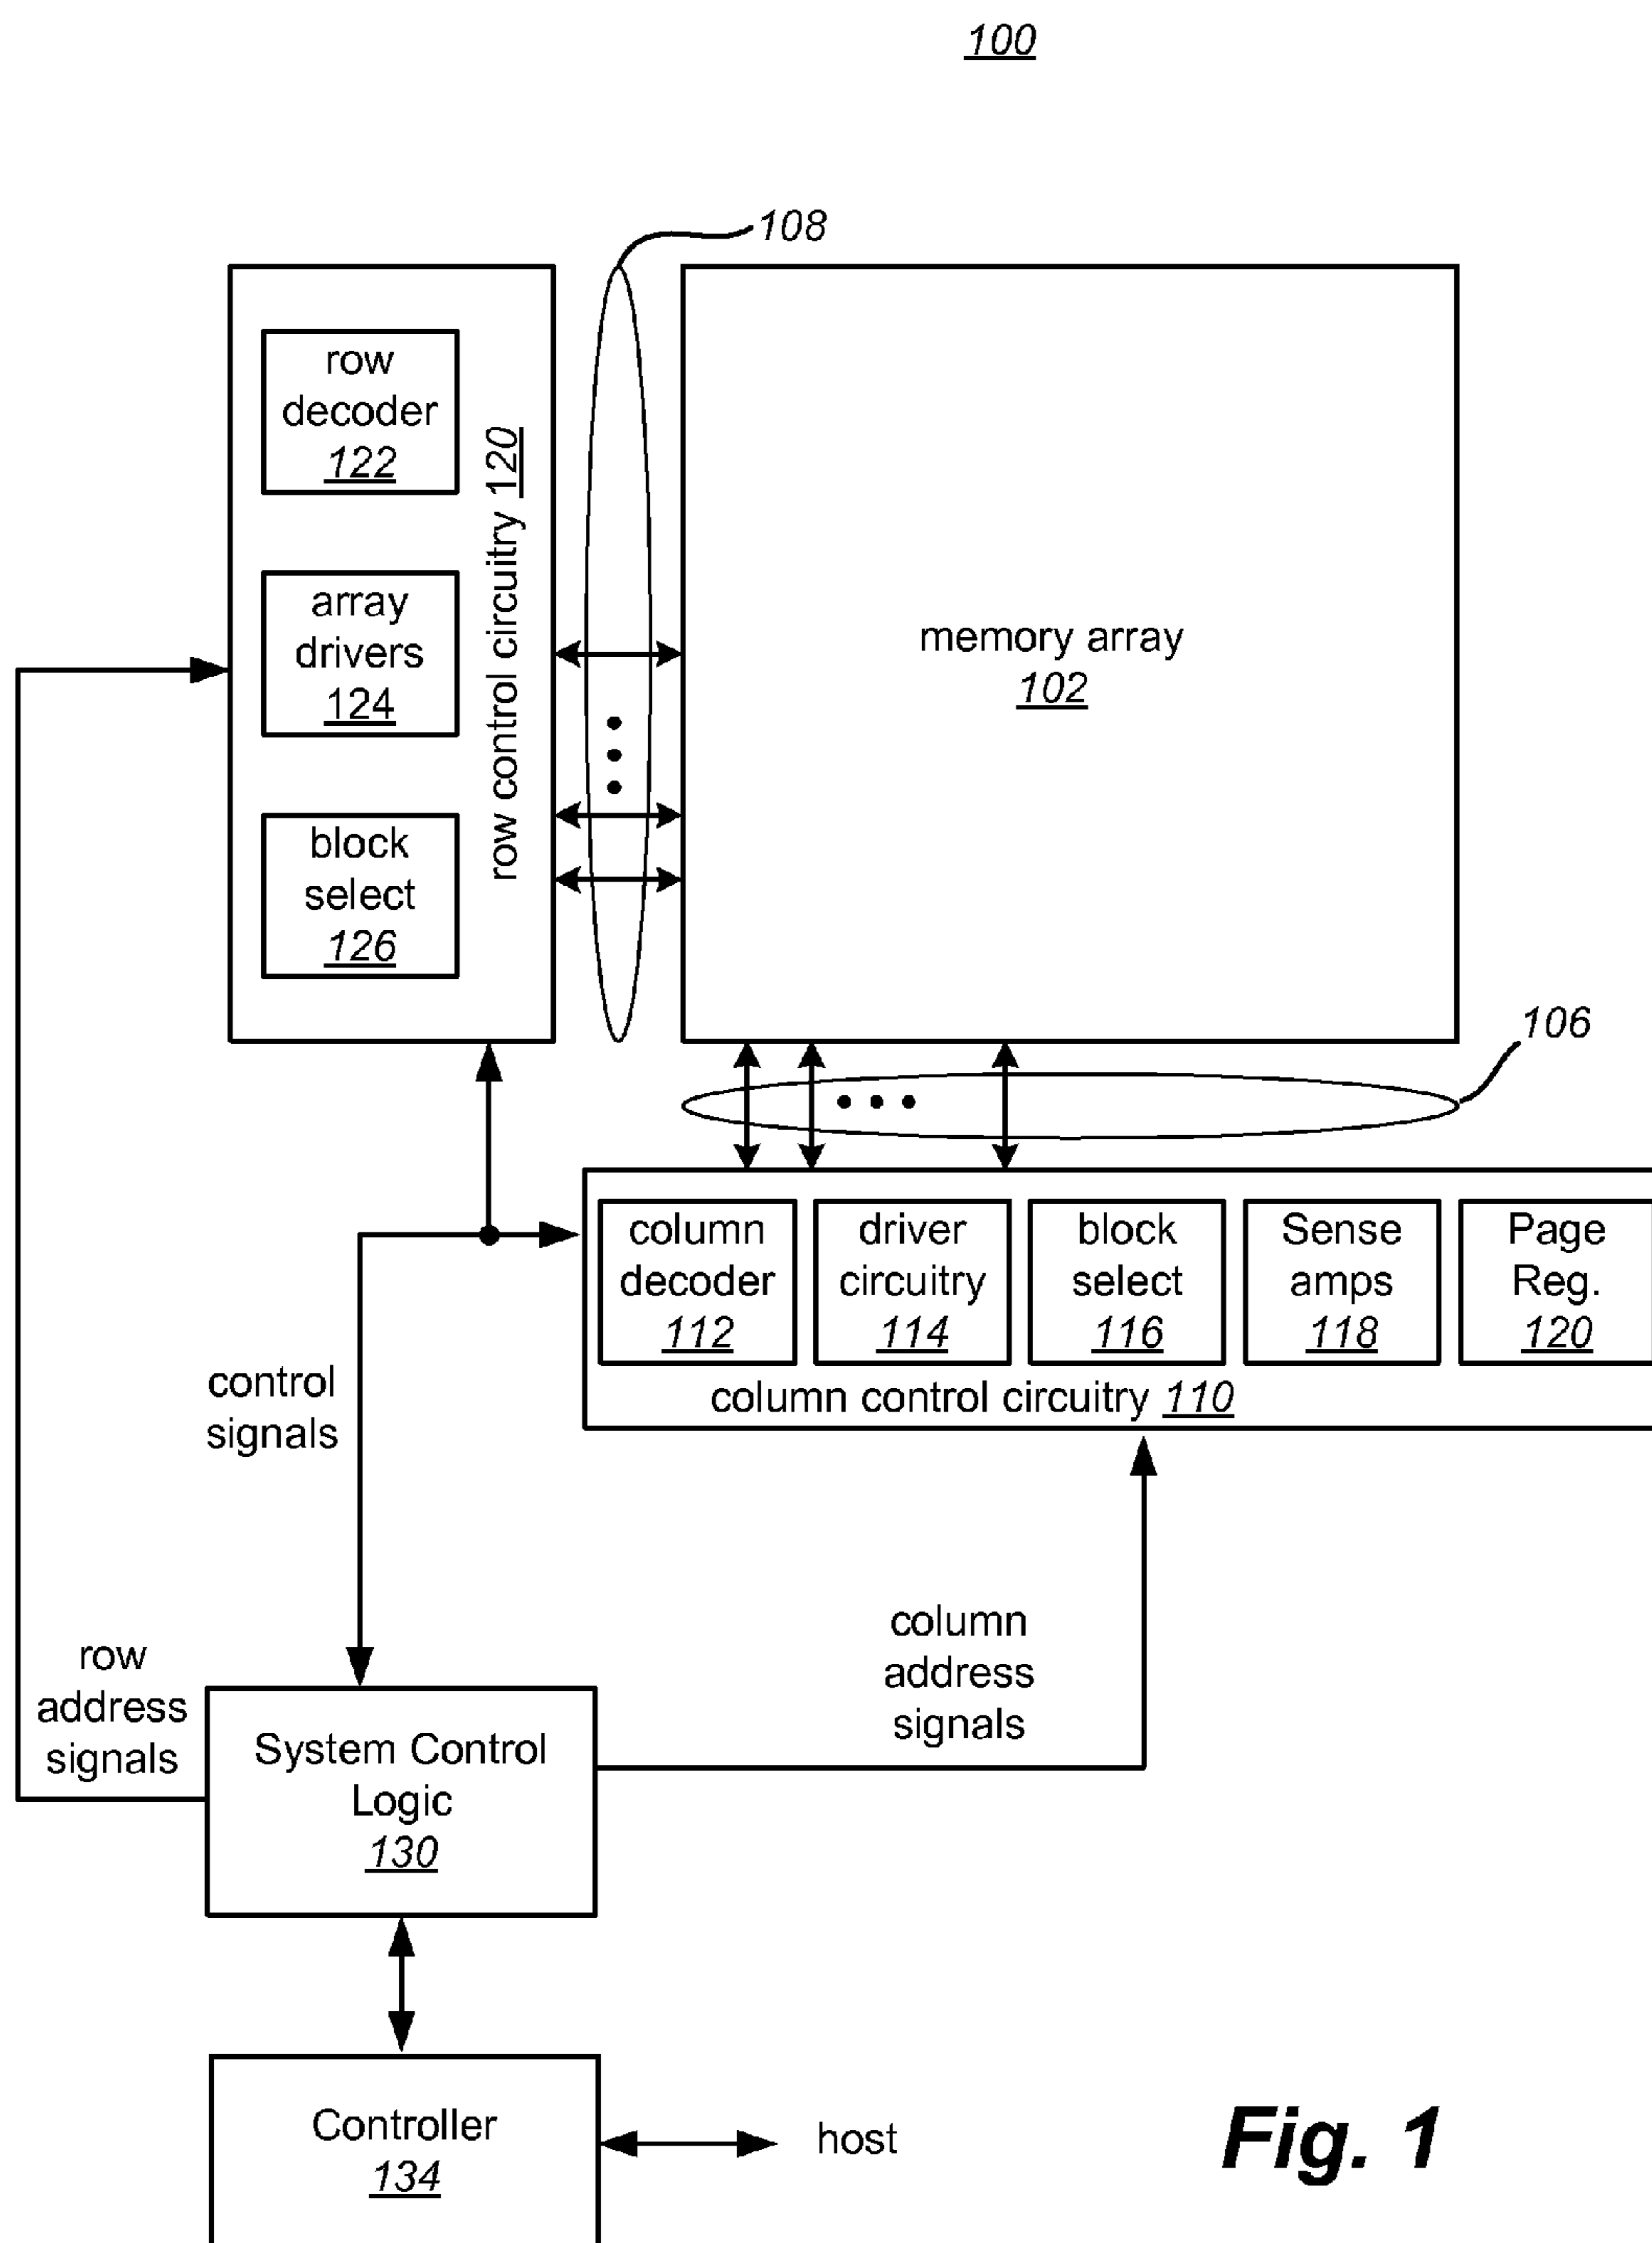 100
108
row
decoder
122
array
drivers
124
block
select
126
row control circuitry 120
memory array
102
106
column
decoder
112
driver
circuitry
114
block
select
116
Sense
amps
118
Page
Reg.
120
column control circuitry 110
control
signals
row
address
signals
column
address
signals
System Control
Logic
130
Controller
134
host
Fig. 1